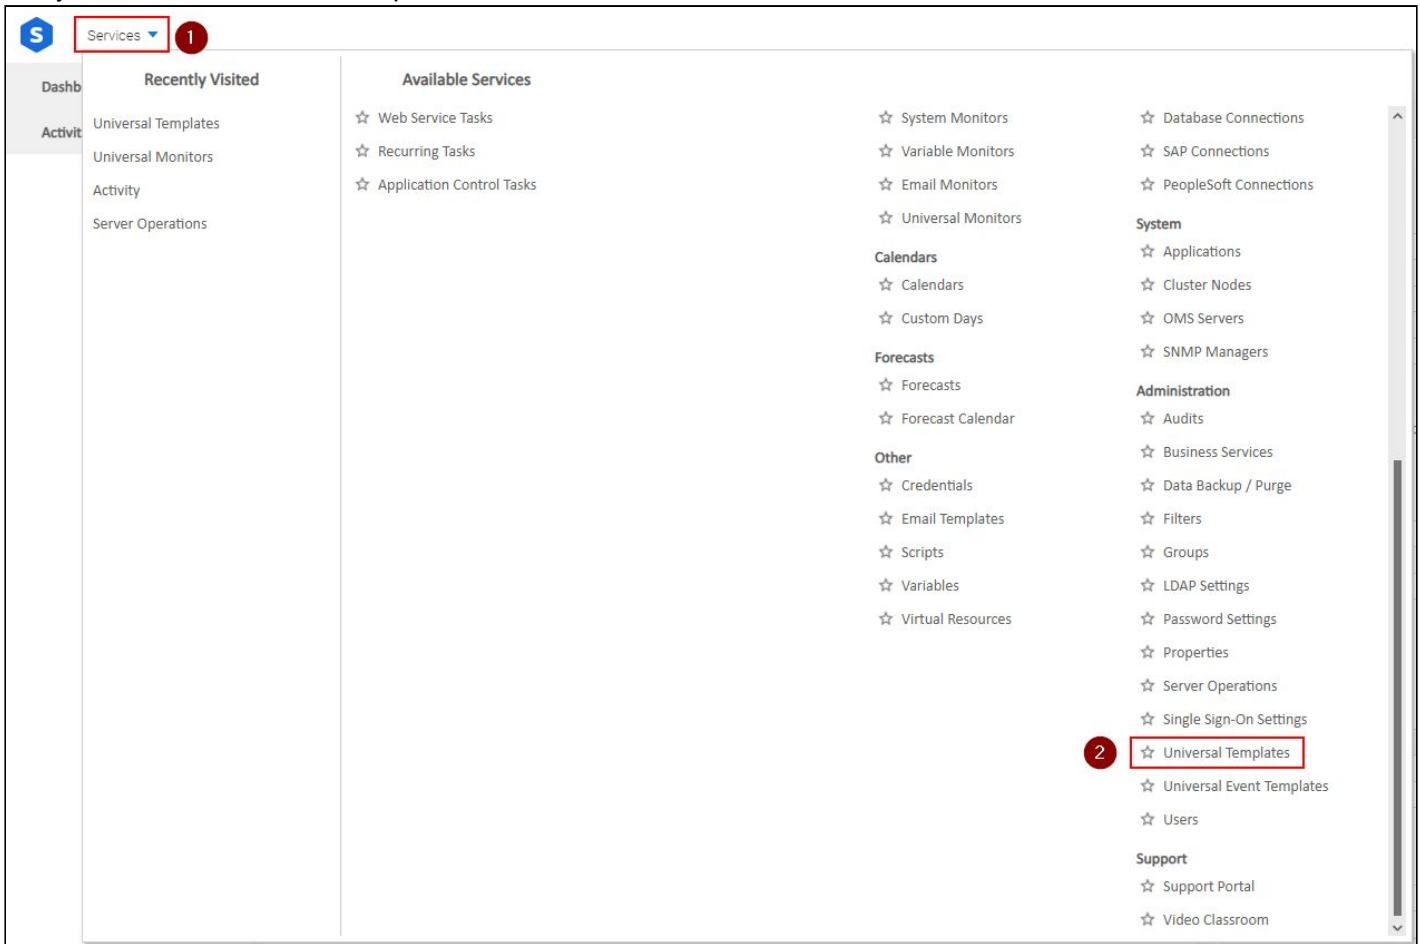 S
Services
1
Dashb
Activit
Recently Visited
Universal Templates
Universal Monitors
Activity
Server Operations
Available Services
Web Service Tasks
Recurring Tasks
Application Control Tasks
System Monitors
Variable Monitors
Email Monitors
Universal Monitors
Calendars
Calendars
Custom Days
Forecasts
Forecasts
Forecast Calendar
Other
Credentials
Email Templates
Scripts
Variables
Virtual Resources
Database Connections
SAP Connections
PeopleSoft Connections
System
Applications
Cluster Nodes
OMS Servers
SNMP Managers
Administration
Audits
Business Services
Data Backup / Purge
Filters
Groups
LDAP Settings
Password Settings
Properties
Server Operations
Single Sign-On Settings
2
Universal Templates
Universal Event Templates
Users
Support
Support Portal
Video Classroom